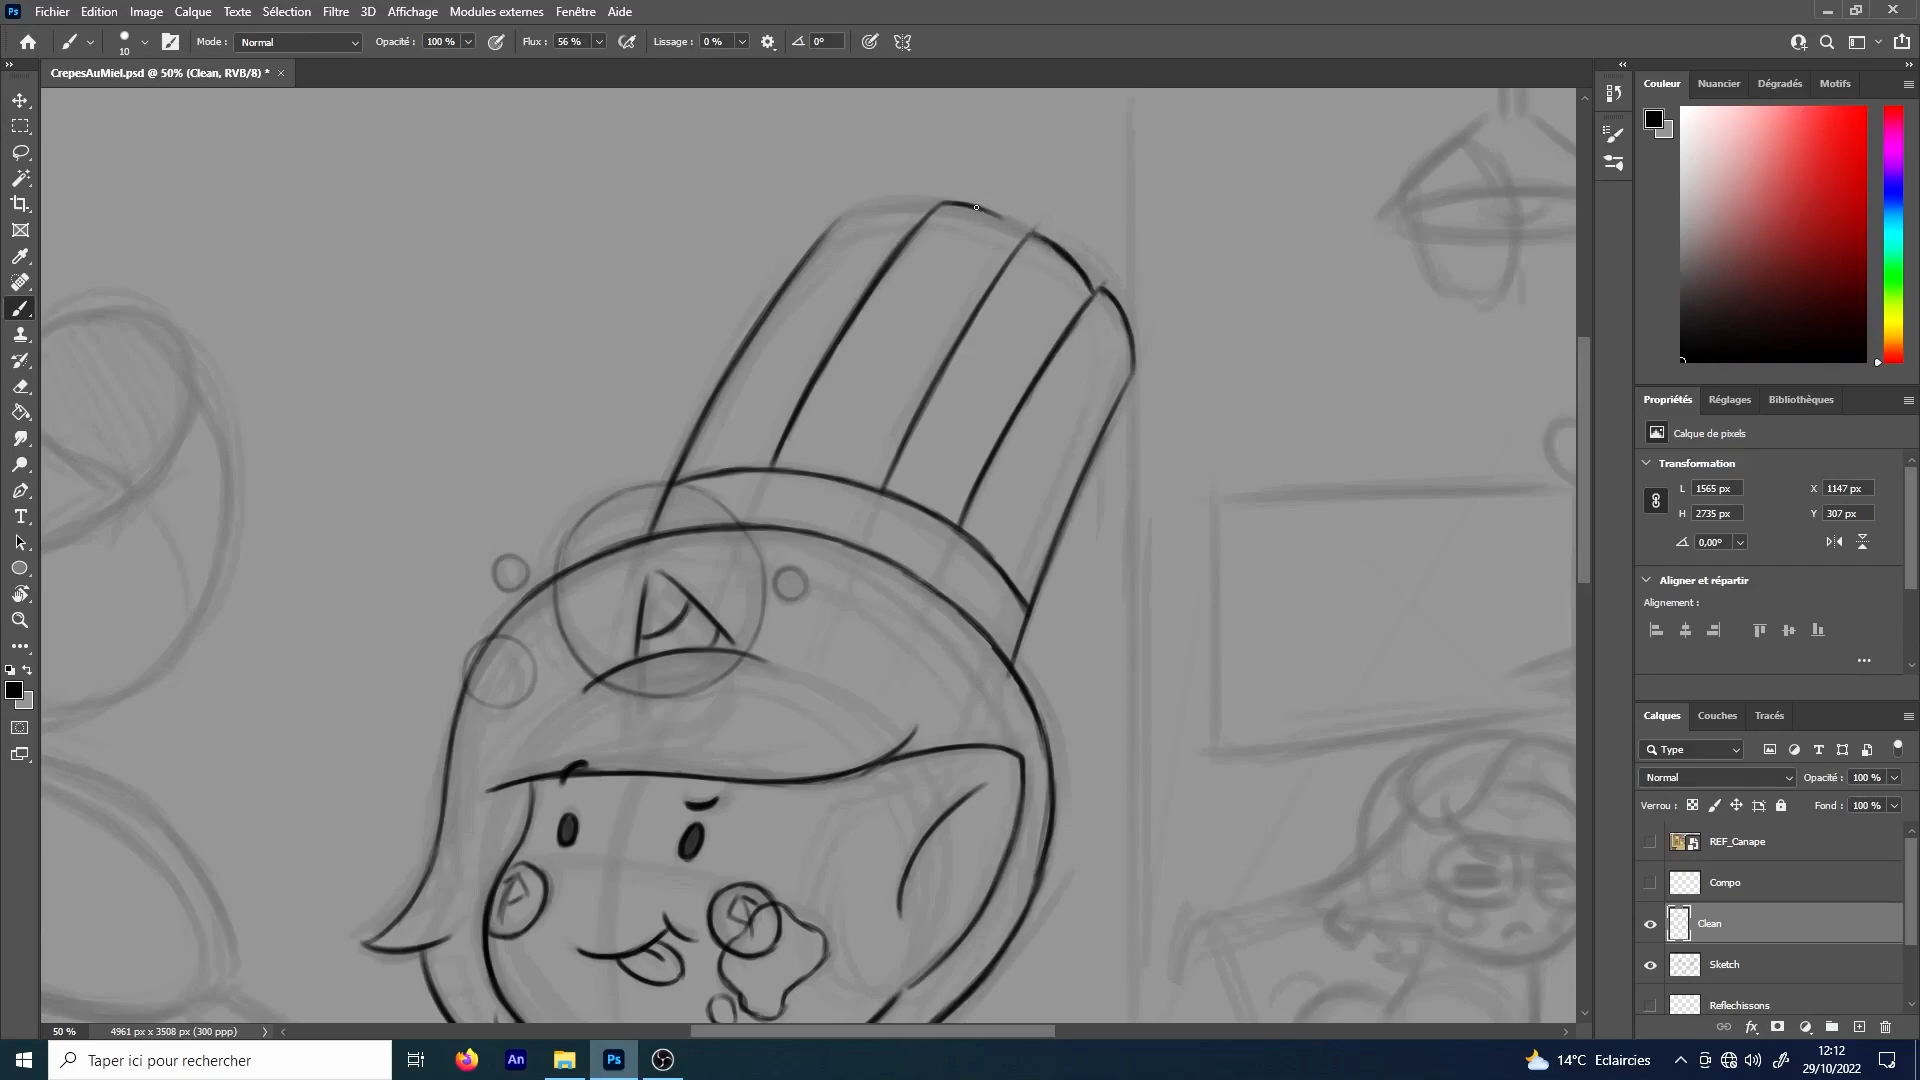 Ps Fichier Edition Image Calque Texte Sélection Filtre 3D Affichage Modules externes Fenêtre Aide
10 Mode : Normal Opacité : 100 % Flux : 56 % Lissage : 0 % 0°
CrepesAuMiel.psd @ 50% (Clean, RVB/8) *
Couleur Nuancier Dégradés Motifs
Propriétés Réglages Bibliothèques
Calque de pixels
Transformation
L 1565 px X 1147 px
H 2735 px Y 307 px
0,00°
Aligner et répartir
Alignement :
Calques Couches Tracés
Type
Normal Opacité : 100 %
Verrou : Fond : 100 %
REF_Canape
Compo
Clean
Sketch
Reflechissons
50 % 4961 px x 3508 px (300 ppp)
Taper ici pour rechercher An Ps 14°C Eclaircies 12:12
29/10/2022